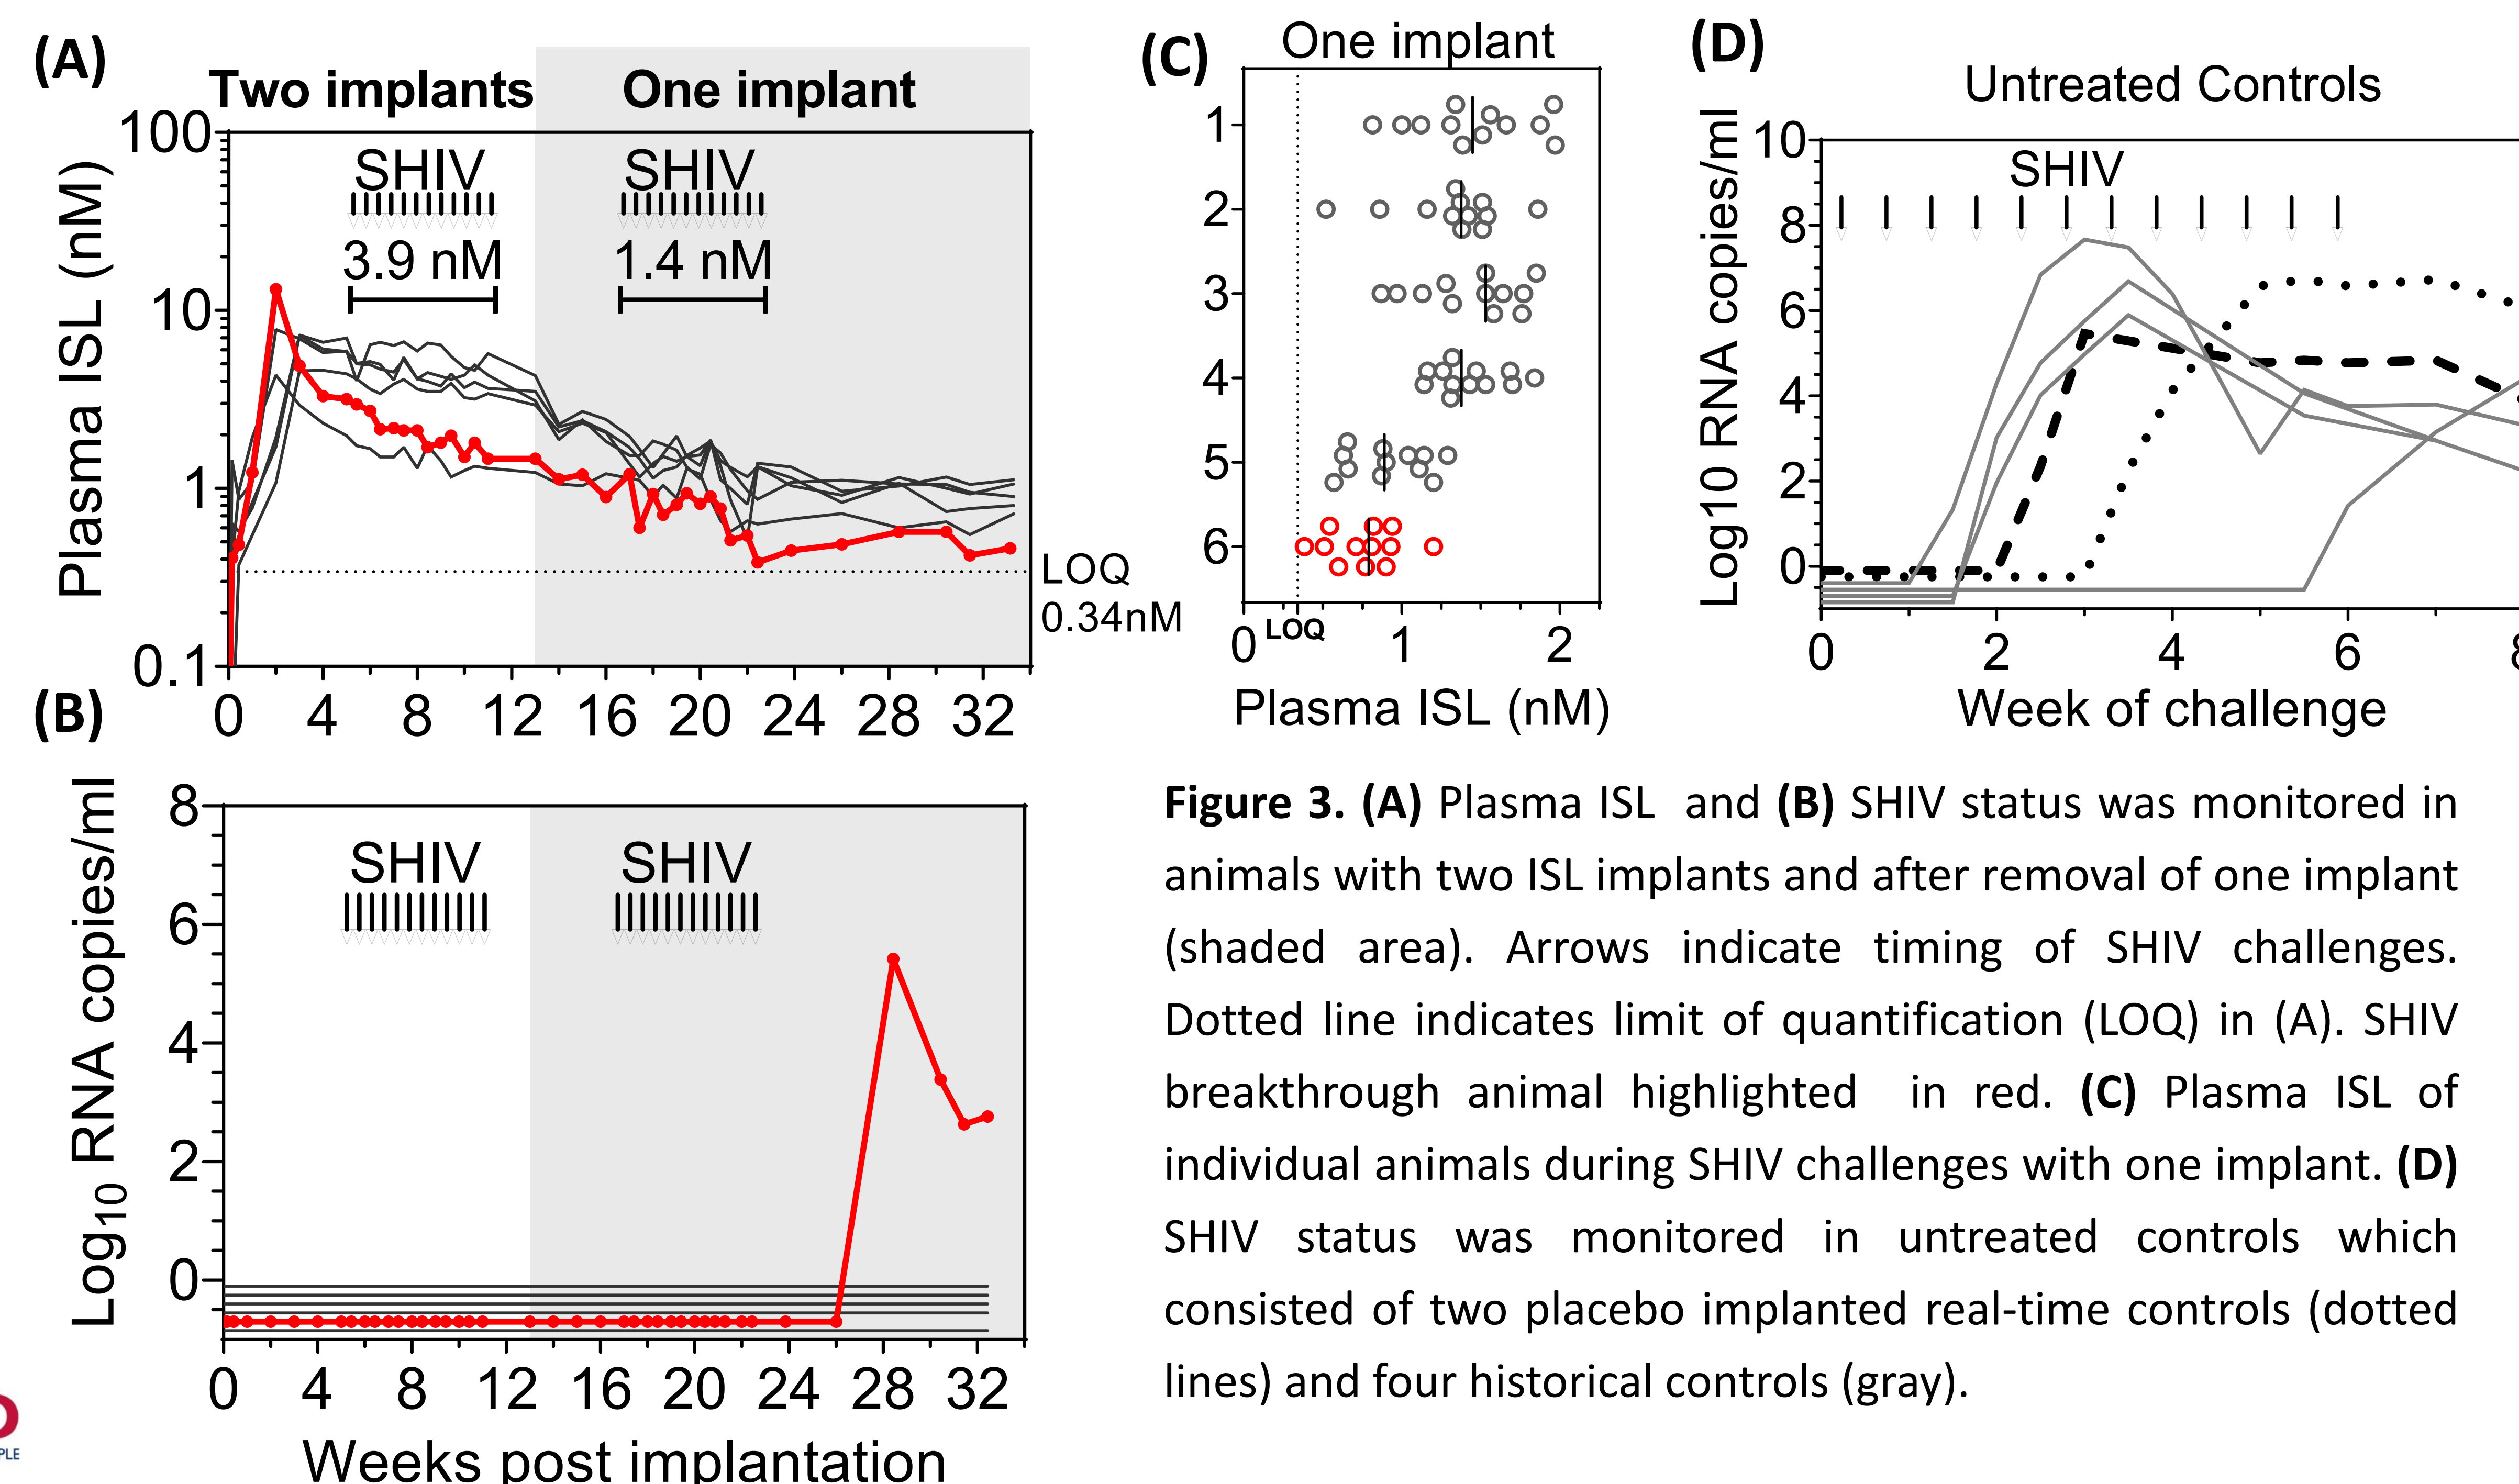 (A)
Two implants
One implant
SHIV
SHIV
3.9 nM
1.4 nM
Plasma ISL (nM)
100
10
1
0.1
LOQ
0.34nM
0 4 8 12 16 20 24 28 32
(B)
SHIV
SHIV
Log10 RNA copies/ml
8
6
4
2
0
0 4 8 12 16 20 24 28 32
Weeks post implantation
(C)
One implant
1
2
3
4
5
6
0 LOQ 1 2
Plasma ISL (nM)
(D)
Untreated Controls
SHIV
Log10 RNA copies/ml
10
8
6
4
2
0
0 2 4 6 8
Week of challenge
Figure 3. (A) Plasma ISL and (B) SHIV status was monitored in
animals with two ISL implants and after removal of one implant
(shaded area). Arrows indicate timing of SHIV challenges.
Dotted line indicates limit of quantification (LOQ) in (A). SHIV
breakthrough animal highlighted in red. (C) Plasma ISL of
individual animals during SHIV challenges with one implant. (D)
SHIV status was monitored in untreated controls which
consisted of two placebo implanted real-time controls (dotted
lines) and four historical controls (gray).